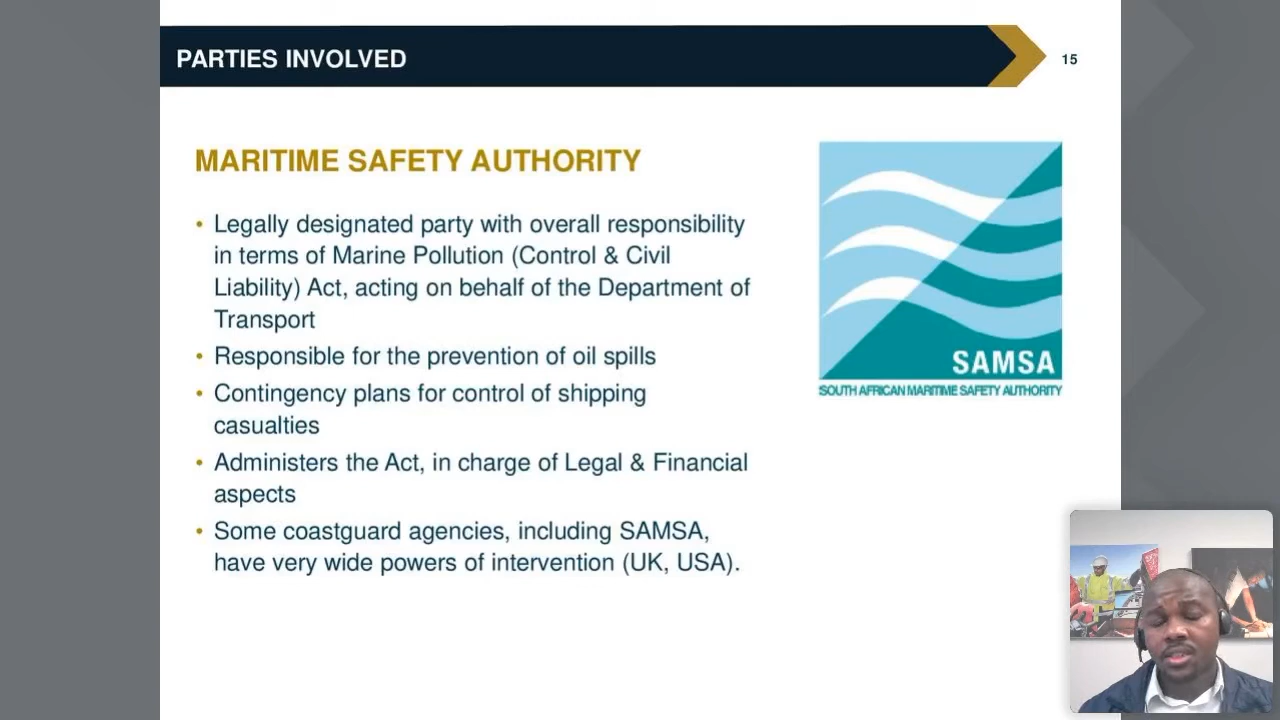 PARTIES INVOLVED
15
MARITIME SAFETY AUTHORITY
• Legally designated party with overall responsibility
in terms of Marine Pollution (Control & Civil
Liability) Act, acting on behalf of the Department of
Transport
• Responsible for the prevention of oil spills
• Contingency plans for control of shipping
casualties
• Administers the Act, in charge of Legal & Financial
aspects
• Some coastguard agencies, including SAMSA,
have very wide powers of intervention (UK, USA).
SAMSA
SOUTH AFRICAN MARITIME SAFETY AUTHORITY